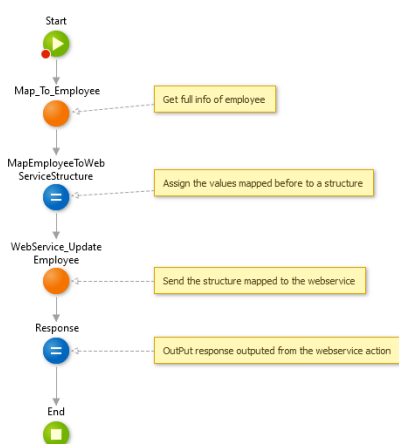 Start
Map_To_Employee
Get full info of employee
MapEmployeeToWeb
ServiceStructure
Assign the values mapped before to a structure
WebService_Update
Employee
Send the structure mapped to the webservice
Response
OutPut response outputed from the webservice action
End